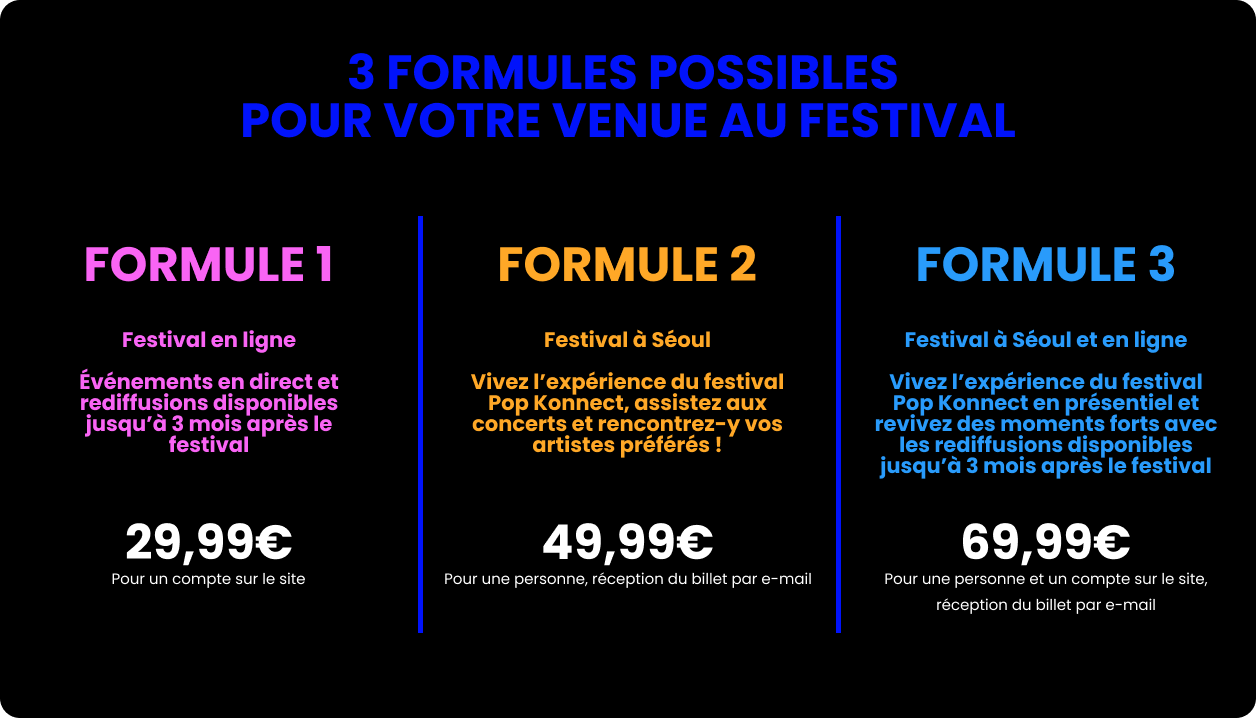 3 FORMULES POSSIBLES
POUR VOTRE VENUE AU FESTIVAL
FORMULE 1
Festival en ligne
Événements en direct et
rediffusions disponibles
jusqu’à 3 mois après le
festival
29,99€
Pour un compte sur le site
FORMULE 2
Festival à Séoul
Vivez l’expérience du festival
Pop Konnect, assistez aux
concerts et rencontrez-y vos
artistes préférés !
49,99€
Pour une personne, réception du billet par e-mail
FORMULE 3
Festival à Séoul et en ligne
Vivez l’expérience du festival
Pop Konnect en présentiel et
revivez des moments forts avec
les rediffusions disponibles
jusqu’à 3 mois après le festival
69,99€
Pour une personne et un compte sur le site,
réception du billet par e-mail